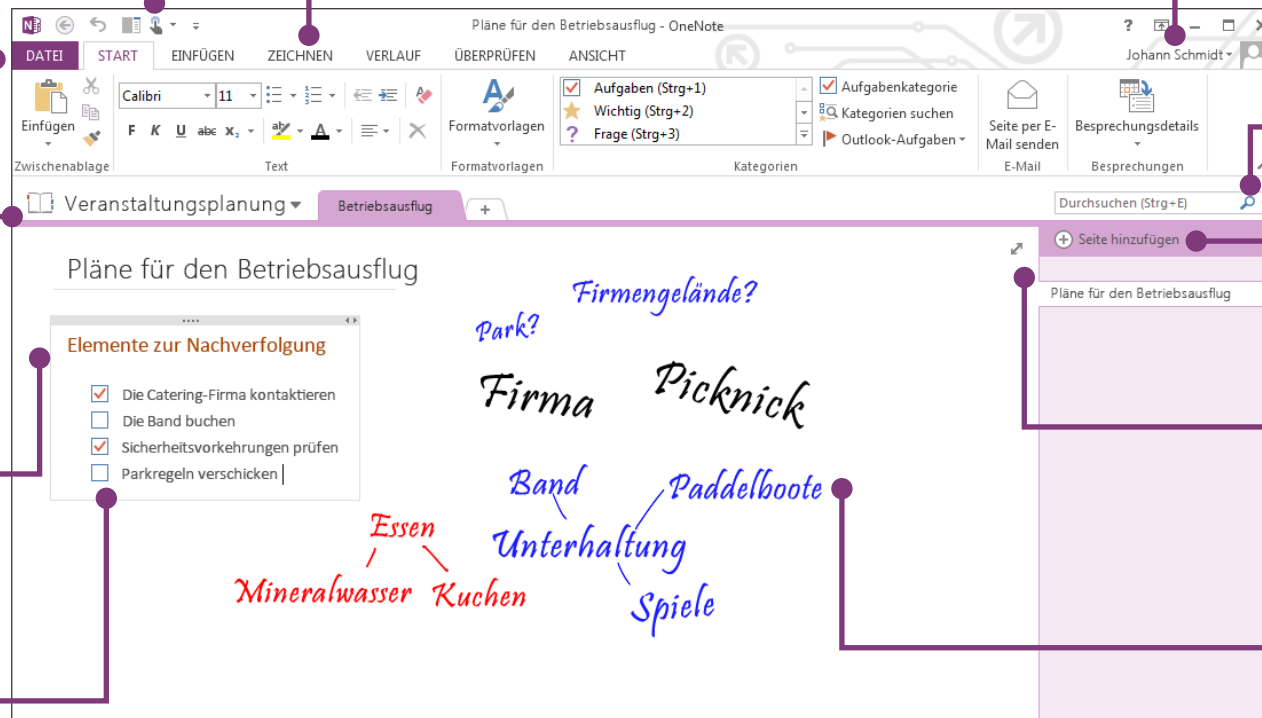 Pläne für den Betriebsausflug - OneNote
?
DATEI START EINFÜGEN ZEICHNEN VERLAUF ÜBERPRÜFEN ANSICHT
Johann Schmidt
Einfügen
Calibri 11
F K U abc x₂ A
Formatvorlagen
Aufgaben (Strg+1)
Wichtig (Strg+2)
? Frage (Strg+3)
Aufgabenkategorie
Kategorien suchen
Outlook-Aufgaben
Seite per E-
Mail senden
Besprechungsdetails
Zwischenablage Text Formatvorlagen Kategorien E-Mail Besprechungen
Veranstaltungsplanung Betriebsausflug +
Durchsuchen (Strg+E)
Seite hinzufügen
Pläne für den Betriebsausflug
Pläne für den Betriebsausflug
Elemente zur Nachverfolgung
Die Catering-Firma kontaktieren
Die Band buchen
Sicherheitsvorkehrungen prüfen
Parkregeln verschicken
Firmengelände?
Park?
Firma Picknick
Band Paddelboote
Unterhaltung
Spiele
Essen
Mineralwasser Kuchen